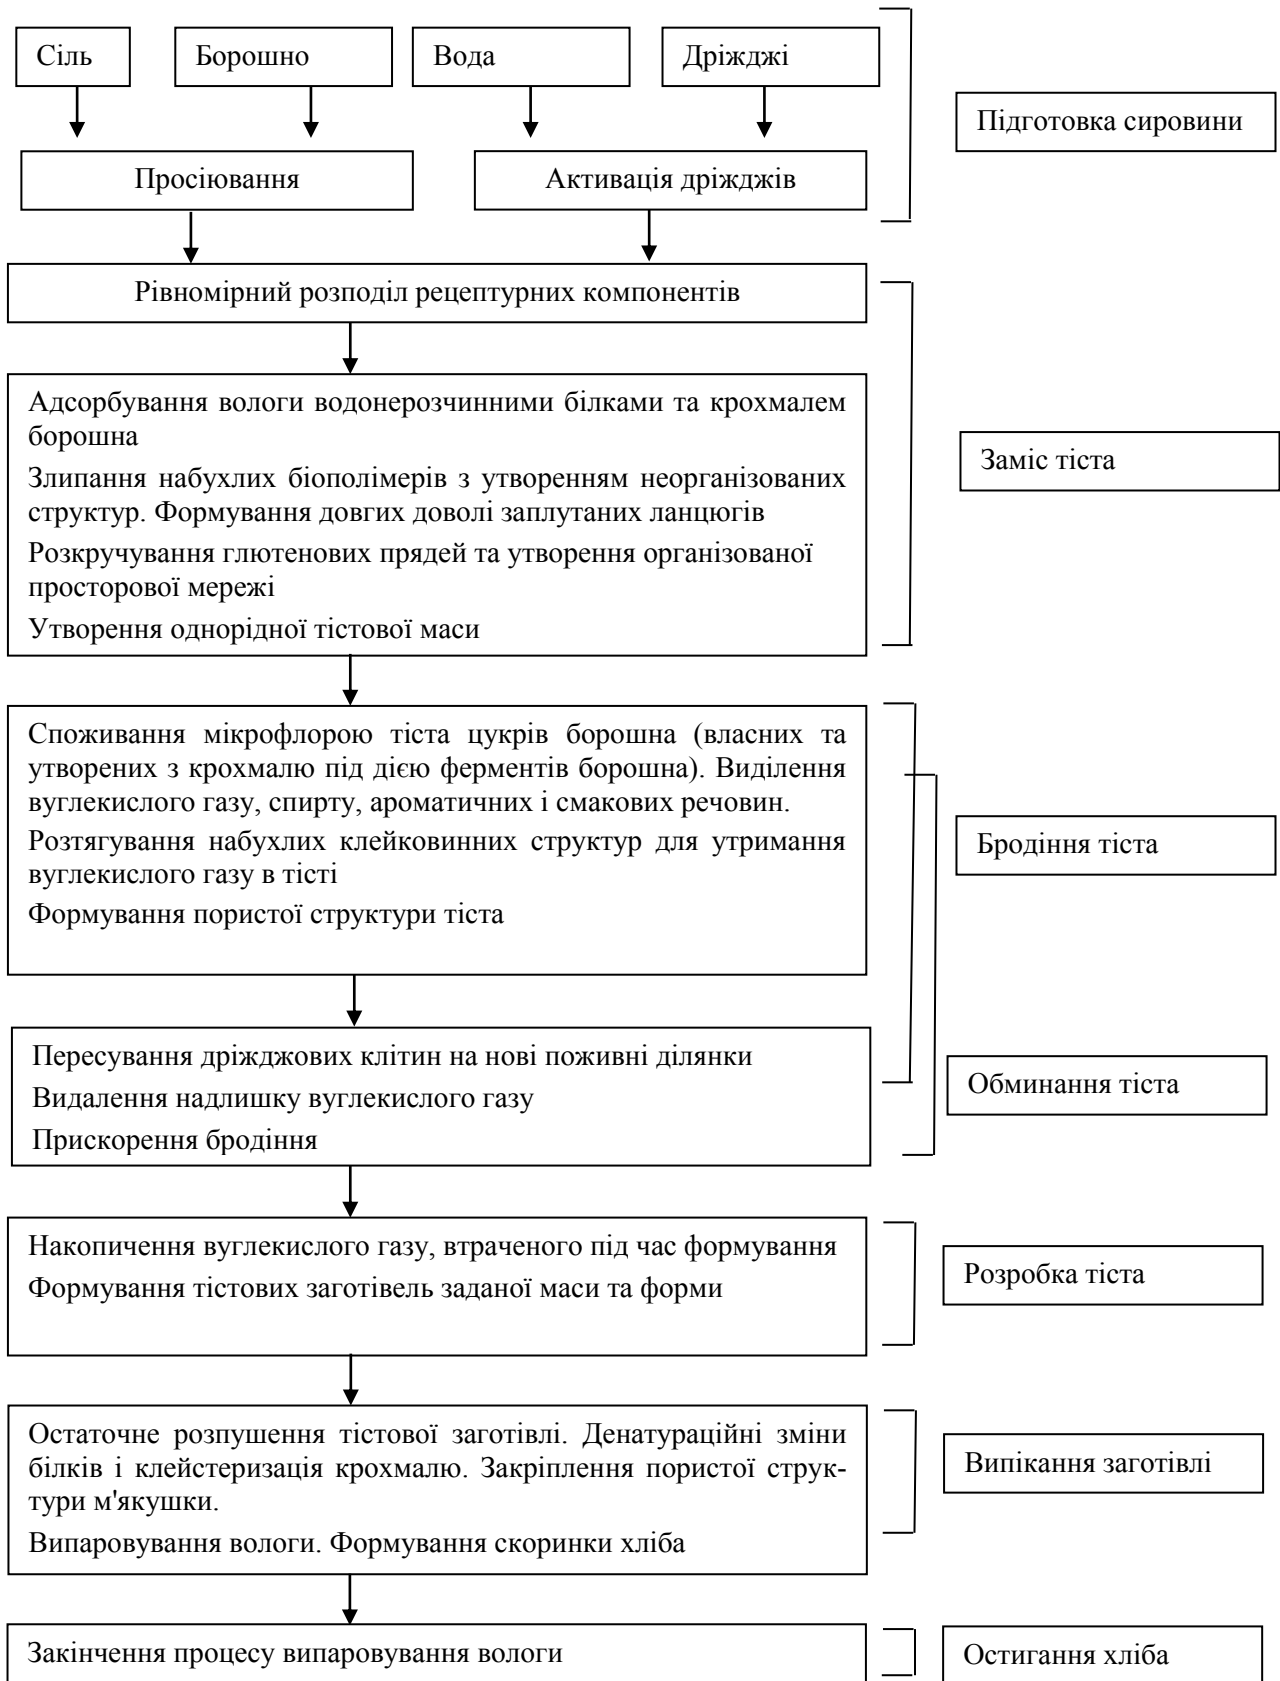 Сіль
Борошно
Вода
Дріжджі
Підготовка сировини
Просіювання
Активація дріжджів
Рівномірний розподіл рецептурних компонентів
Адсорбування вологи водонерозчинними білками та крохмалем
борошна
Злипання набухлих біополімерів з утворенням неорганізованих
структур. Формування довгих доволі заплутаних ланцюгів
Розкручування глютенових прядей та утворення організованої
просторової мережі
Утворення однорідної тістової маси
Заміс тіста
Споживання мікрофлорою тіста цукрів борошна (власних та
утворених з крохмалю під дією ферментів борошна). Виділення
вуглекислого газу, спирту, ароматичних і смакових речовин.
Розтягування набухлих клейковинних структур для утримання
вуглекислого газу в тісті
Формування пористої структури тіста
Бродіння тіста
Пересування дріжджових клітин на нові поживні ділянки
Видалення надлишку вуглекислого газу
Прискорення бродіння
Обминання тіста
Накопичення вуглекислого газу, втраченого під час формування
Формування тістових заготівель заданої маси та форми
Розробка тіста
Остаточне розпушення тістової заготівлі. Денатураційні зміни
білків і клейстеризація крохмалю. Закріплення пористої струк-
тури м'якушки.
Випаровування вологи. Формування скоринки хліба
Випікання заготівлі
Закінчення процесу випаровування вологи
Остигання хліба